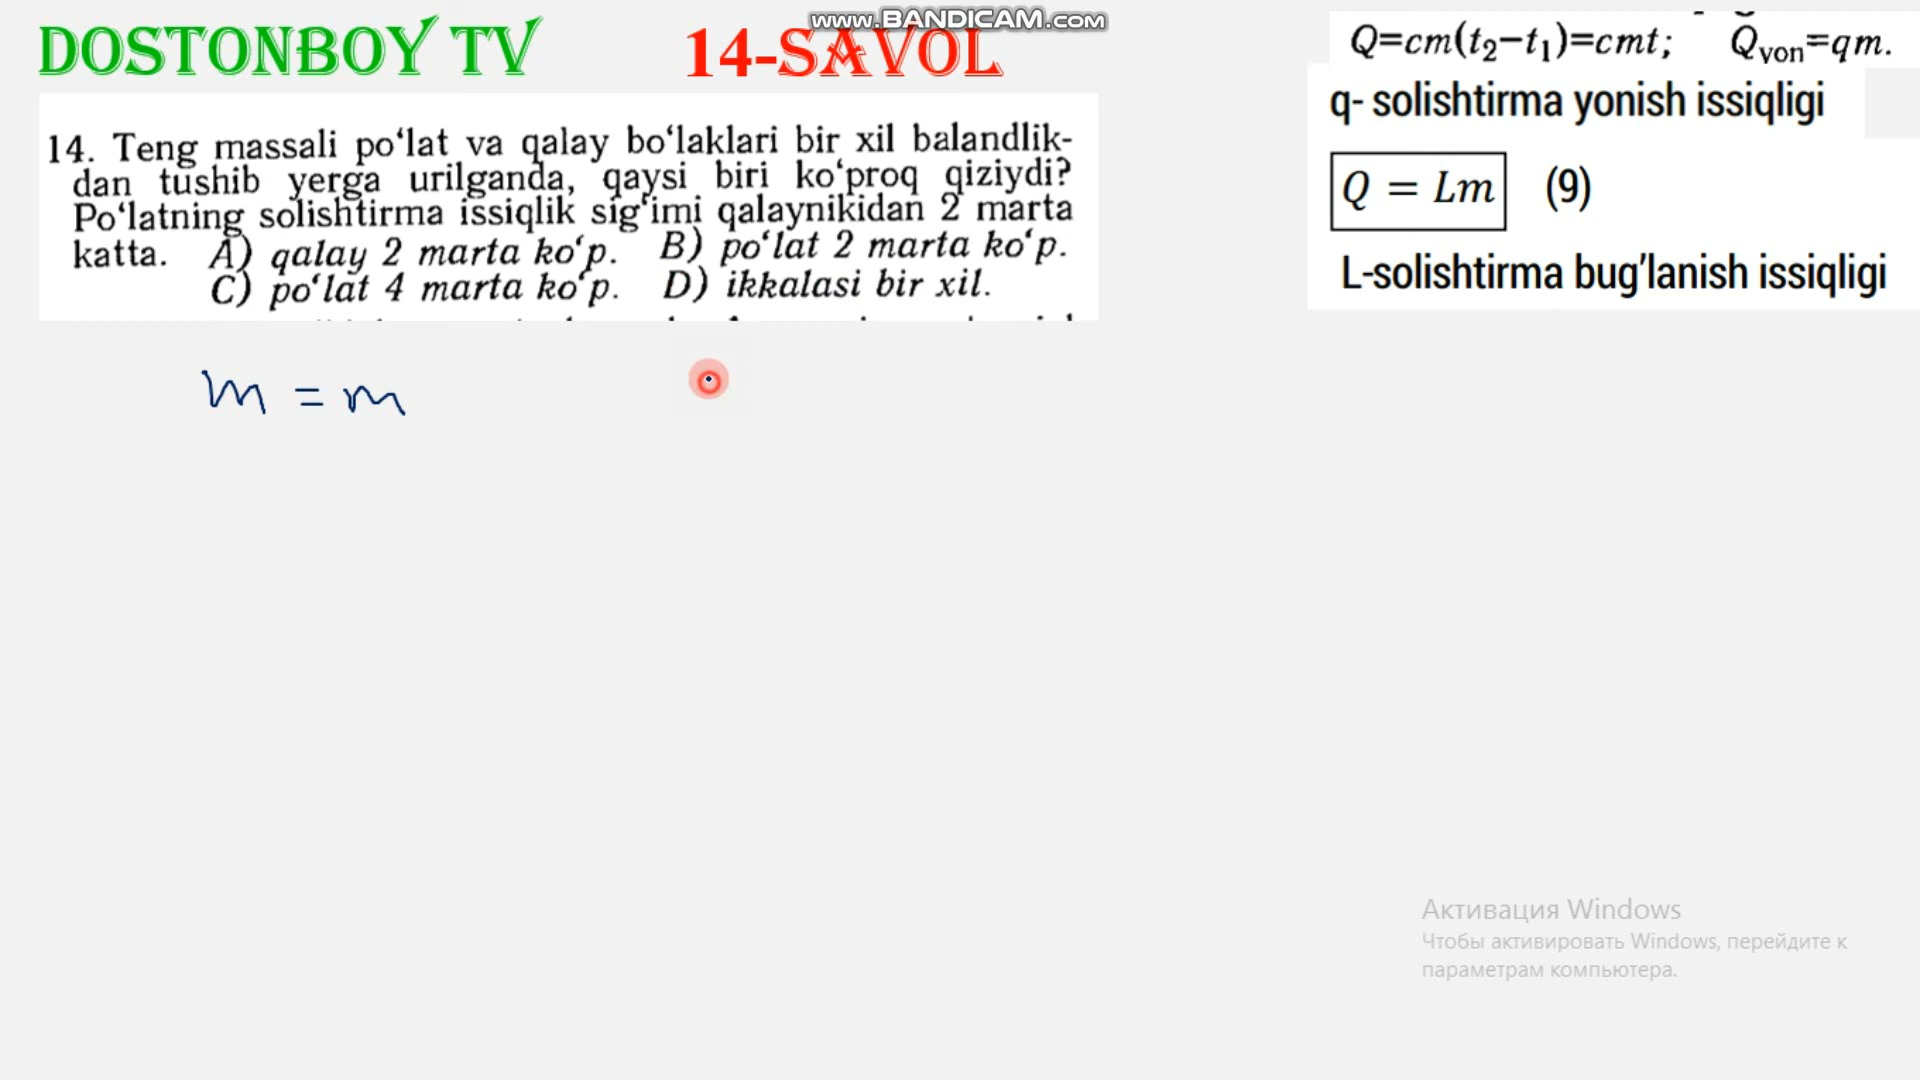 www.BANDICAM.com
DOSTONBOY TV
14-SAVOL
14. Teng massali po‘lat va qalay bo‘laklari bir xil balandlik-
dan tushib yerga urilganda, qaysi biri ko‘proq qiziydi?
Po‘latning solishtirma issiqlik sig‘imi qalaynikidan 2 marta
katta. A) qalay 2 marta ko‘p. B) po‘lat 2 marta ko‘p.
C) po‘lat 4 marta ko‘p. D) ikkalasi bir xil.
m = m
Q=cm(t₂−t₁)=cmt; Qyon=qm.
q- solishtirma yonish issiqligi
Q = Lm (9)
L-solishtirma bug’lanish issiqligi
Активация Windows
Чтобы активировать Windows, перейдите к
параметрам компьютера.